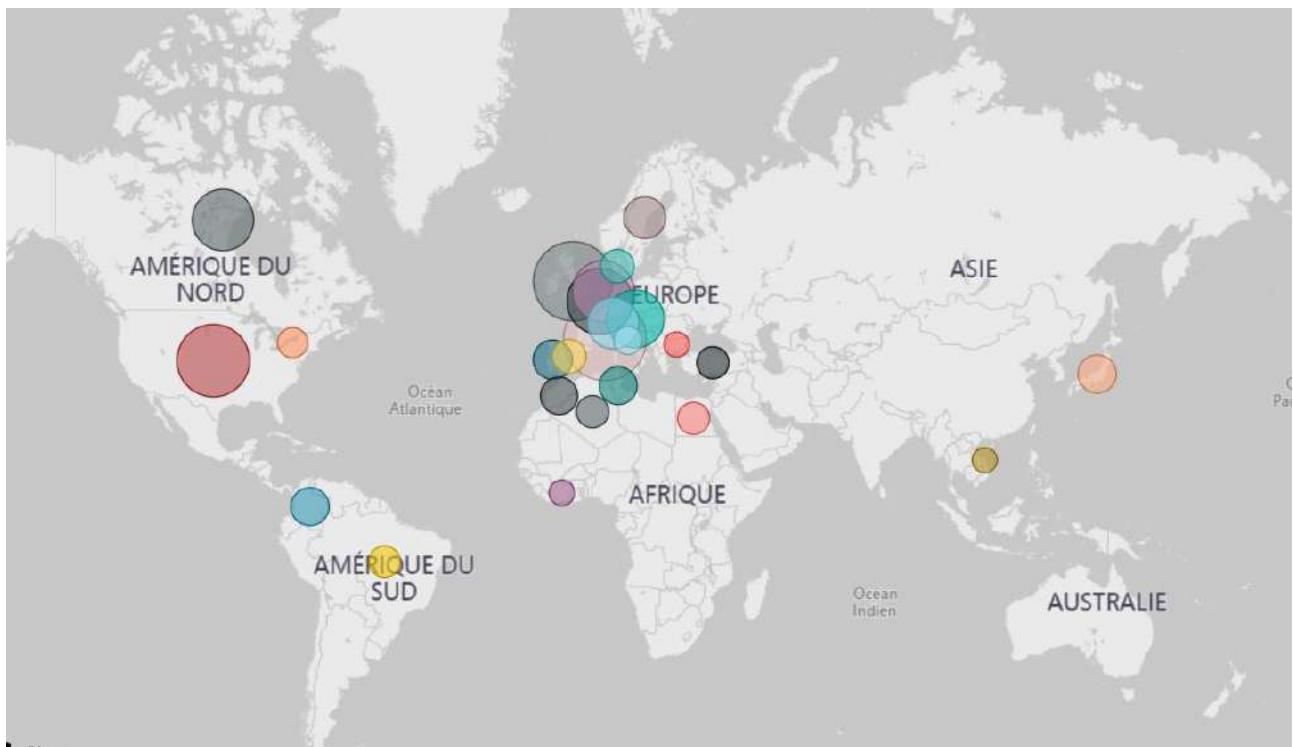 AMÉRIQUE DU
NORD
EUROPE
ASIE
Océan
Atlantique
AFRIQUE
AMÉRIQUE DU
SUD
Océan
Indien
AUSTRALIE